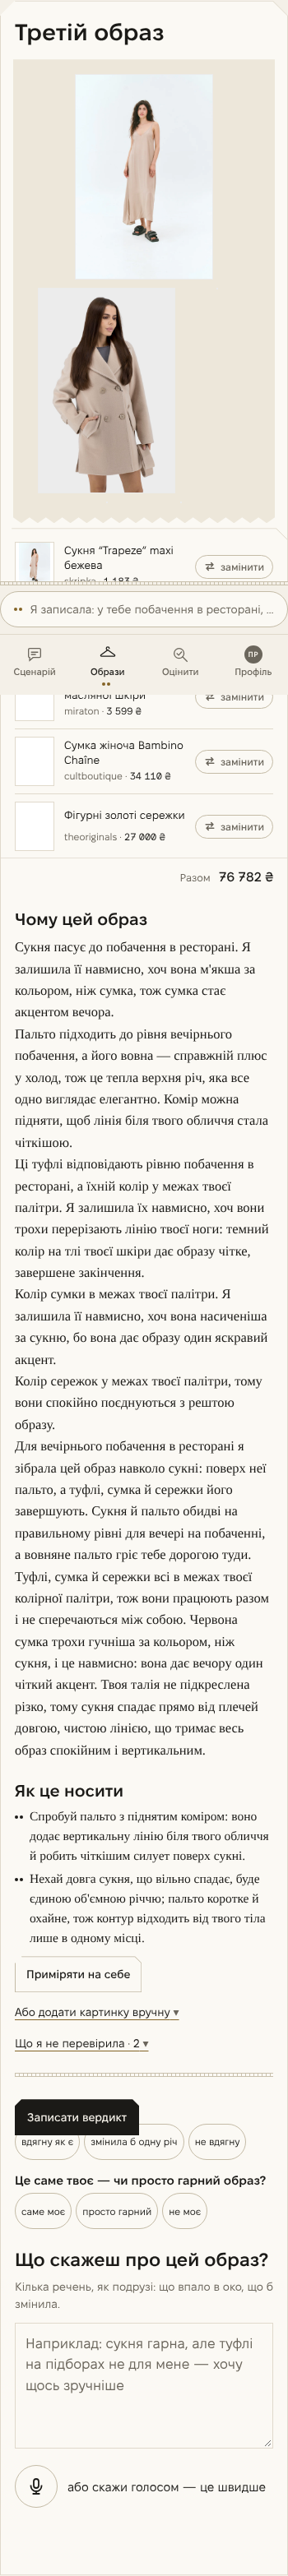 Третій образ
Сукня “Trapeze” maxi
бежева
skripka · 1 183 ₴
замінити
Я записала: у тебе побачення в ресторані, ...
Сценарій
Образи
Оцінити
ПР
Профіль
масляної шкіри
miraton · 3 599 ₴
замінити
Сумка жіноча Bambino
Chaîne
cultboutique · 34 110 ₴
замінити
Фігурні золоті сережки
theoriginals · 27 000 ₴
замінити
Разом 76 782 ₴
Чому цей образ
Сукня пасує до побачення в ресторані. Я
залишила її навмисно, хоч вона м'якша за
кольором, ніж сумка, тож сумка стає
акцентом вечора.
Пальто підходить до рівня вечірнього
побачення, а його вовна — справжній плюс
у холод, тож це тепла верхня річ, яка все
одно виглядає елегантно. Комір можна
підняти, щоб лінія біля твого обличчя стала
чіткішою.
Ці туфлі відповідають рівню побачення в
ресторані, а їхній колір у межах твоєї
палітри. Я залишила їх навмисно, хоч вони
трохи перерізають лінію твоєї ноги: темний
колір на тлі твоєї шкіри дає образу чітке,
завершене закінчення.
Колір сумки в межах твоєї палітри. Я
залишила її навмисно, хоч вона насиченіша
за сукню, бо вона дає образу один яскравий
акцент.
Колір сережок у межах твоєї палітри, тому
вони спокійно поєднуються з рештою
образу.
Для вечірнього побачення в ресторані я
зібрала цей образ навколо сукні: поверх неї
пальто, а туфлі, сумка й сережки його
завершують. Сукня й пальто обидві на
правильному рівні для вечері на побаченні,
а вовняне пальто гріє тебе дорогою туди.
Туфлі, сумка й сережки всі в межах твоєї
колірної палітри, тож вони працюють разом
і не сперечаються між собою. Червона
сумка трохи гучніша за кольором, ніж
сукня, і це навмисно: вона дає вечору один
чіткий акцент. Твоя талія не підкреслена
різко, тому сукня спадає прямо від плечей
довгою, чистою лінією, що тримає весь
образ спокійним і вертикальним.
Як це носити
Спробуй пальто з піднятим коміром: воно
додає вертикальну лінію біля твого обличчя
й робить чіткішим силует поверх сукні.
Нехай довга сукня, що вільно спадає, буде
єдиною об'ємною річчю; пальто коротке й
охайне, тож контур відходить від твого тіла
лише в одному місці.
Приміряти на себе
Або додати картинку вручну ▾
Що я не перевірила · 2 ▾
Записати вердикт
вдягну як є
змінила б одну річ
не вдягну
Це саме твоє — чи просто гарний образ?
саме моє
просто гарний
не моє
Що скажеш про цей образ?
Кілька речень, як подрузі: що впало в око, що б
змінила.
Наприклад: сукня гарна, але туфлі
на підборах не для мене — хочу
щось зручніше
або скажи голосом — це швидше